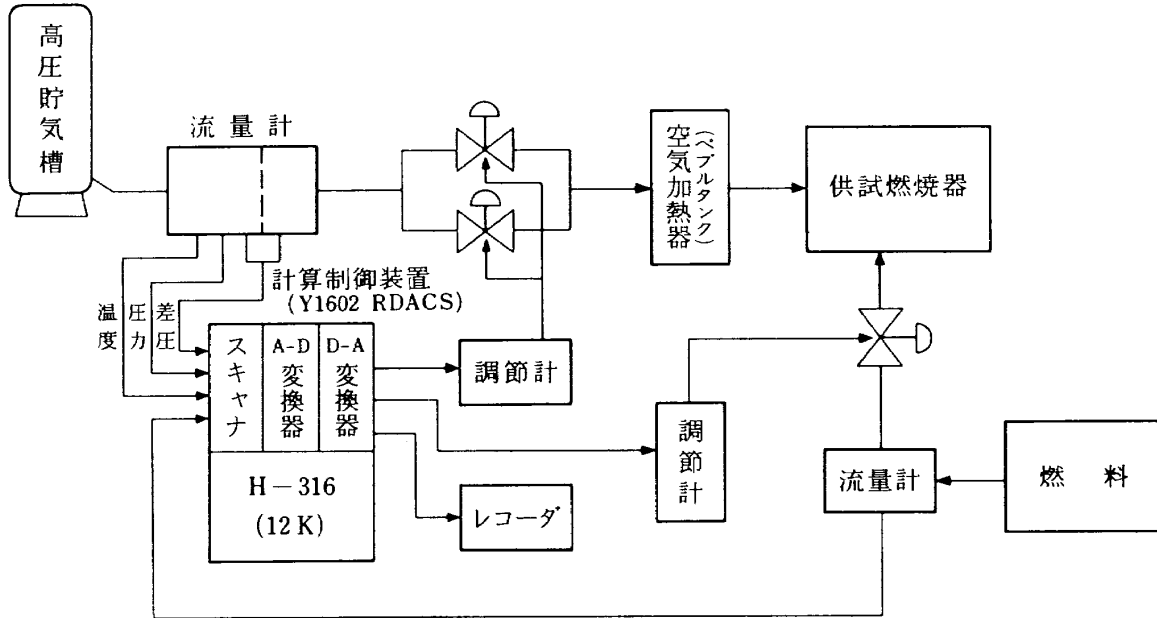 高圧貯気槽
流量計
空気加熱器
(ペブルタンク)
供試燃焼器
計算制御装置
(Y1602 RDACS)
温度
圧力
差圧
スキャナ
A-D変換器
D-A変換器
H-316
(12K)
調節計
調節計
レコーダ
流量計
燃料